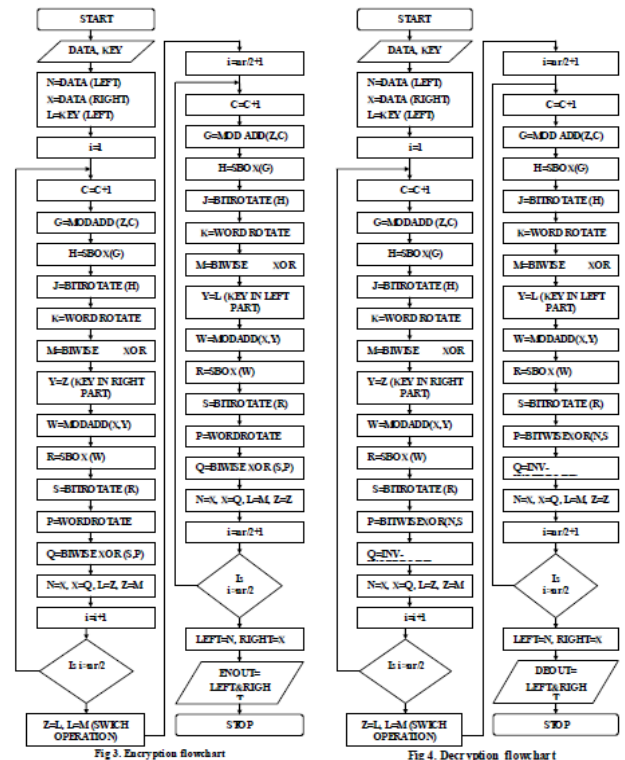 START
DATA, KEY
N=DATA (LEFT)
X=DATA (RIGHT)
L=KEY (LEFT)
i=1
C=C+1
G=MODADD (Z,C)
H=SBOX(G)
J=BITROTATE (H)
K=WORDROTATE
M=BIWISE XOR
Y=Z (KEY IN RIGHT
PART)
W=MODADD(X,Y)
R=SBOX (W)
S=BITROTATE (R)
P=WORDROTATE
Q=BIWISE XOR (S,P)
N=X, X=Q, L=Z, Z=M
i=i+1
Is i>=nr/2
Z=L, L=M (SWICH
OPERATION)
i=nr/2+1
C=C+1
G=MOD ADD(Z,C)
H=SBOX(G)
J=BITROTATE (H)
K=WORD ROTATE
M=BIWISE XOR
Y=L (KEY IN LEFT
PART)
W=MODADD(X,Y)
R=SBOX (W)
S=BITROTATE (R)
P=WORDROTATE
Q=BIWISE XOR (S,P)
N=X, X=Q, L=M, Z=Z
i=nr/2+1
Is
i>=nr/2
LEFT=N, RIGHT=X
ENOUT=
LEFT&RIGH
T
STOP
Fig 3. Encryption flowchart
START
DATA, KEY
N=DATA (LEFT)
X=DATA (RIGHT)
L=KEY (LEFT)
i=1
C=C+1
G=MODADD (Z,C)
H=SBOX(G)
J=BITROTATE (H)
K=WORDROTATE
M=BIWISE XOR
Y=Z (KEY IN RIGHT
PART)
W=MODADD(X,Y)
R=SBOX (W)
S=BITROTATE (R)
P=BITWISEXOR(N,S
Q=INV-
N=X, X=Q, L=Z, Z=M
i=i+1
Is i>=nr/2
Z=L, L=M (SWICH
OPERATION)
i=nr/2+1
C=C+1
G=MOD ADD(Z,C)
H=SBOX(G)
J=BITROTATE (H)
K=WORD ROTATE
M=BIWISE XOR
Y=L (KEY IN LEFT
PART)
W=MODADD(X,Y)
R=SBOX (W)
S=BITROTATE (R)
P=BITWISEXOR(N,S
Q=INV-
N=X, X=Q, L=M, Z=Z
i=nr/2+1
Is
i>=nr/2
LEFT=N, RIGHT=X
DEOUT=
LEFT&RIGH
T
STOP
Fig 4. Decryption flowchart